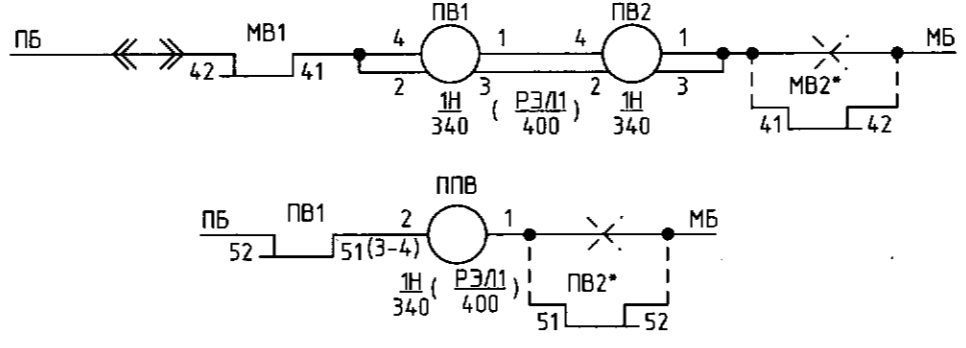 ПБ МВ1 ПВ1 ПВ2 МБ
42 41 4 1 4 1 МВ2*
2 3 2 3
1Н/340 (РЭЛ1/400) 1Н/340 41 42
ППВ
ПБ ПВ1 2 1 МБ
52 51(3-4) ПВ2*
1Н/340 (РЭЛ1/400) 51 52